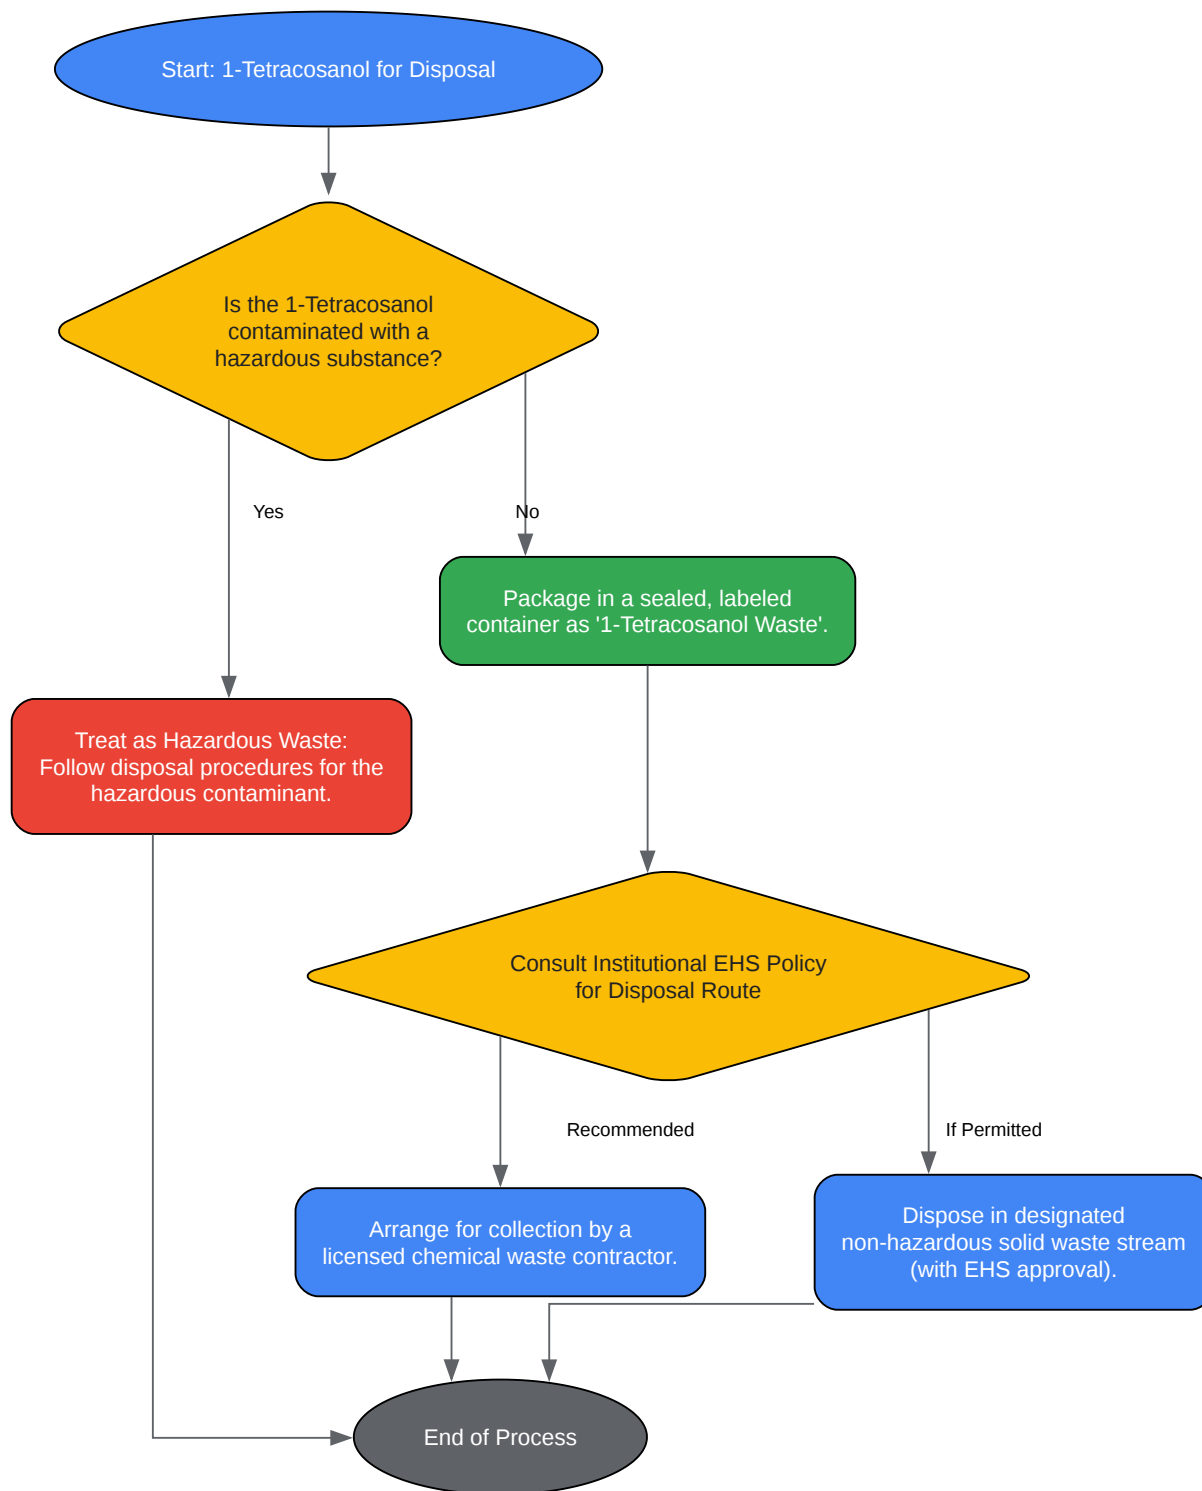 Start: 1-Tetracosanol for Disposal
Is the 1-Tetracosanol
contaminated with a
hazardous substance?
Yes
No
Package in a sealed, labeled
container as '1-Tetracosanol Waste'.
Treat as Hazardous Waste:
Follow disposal procedures for the
hazardous contaminant.
Consult Institutional EHS Policy
for Disposal Route
Recommended
If Permitted
Arrange for collection by a
licensed chemical waste contractor.
Dispose in designated
non-hazardous solid waste stream
(with EHS approval).
End of Process